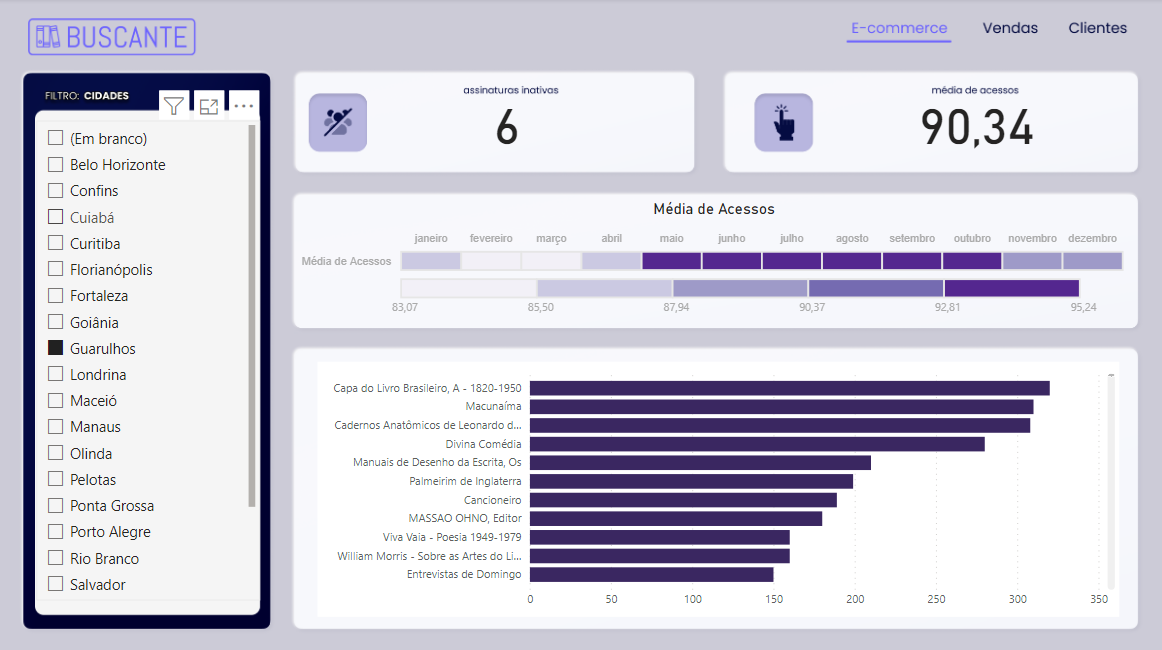 BUSCANTE
E-commerce Vendas Clientes
FILTRO: CIDADES
(Em branco)
Belo Horizonte
Confins
Cuiabá
Curitiba
Florianópolis
Fortaleza
Goiânia
Guarulhos
Londrina
Maceió
Manaus
Olinda
Pelotas
Ponta Grossa
Porto Alegre
Rio Branco
Salvador
assinaturas inativas
6
média de acessos
90,34
Média de Acessos
janeiro fevereiro março abril maio junho julho agosto setembro outubro novembro dezembro
Média de Acessos
83,07 85,50 87,94 90,37 92,81 95,24
Capa do Livro Brasileiro, A - 1820-1950
Macunaíma
Cadernos Anatômicos de Leonardo d...
Divina Comédia
Manuais de Desenho da Escrita, Os
Palmeirim de Inglaterra
Cancioneiro
MASSAO OHNO, Editor
Viva Vaia - Poesia 1949-1979
William Morris - Sobre as Artes do Li...
Entrevistas de Domingo
0 50 100 150 200 250 300 350